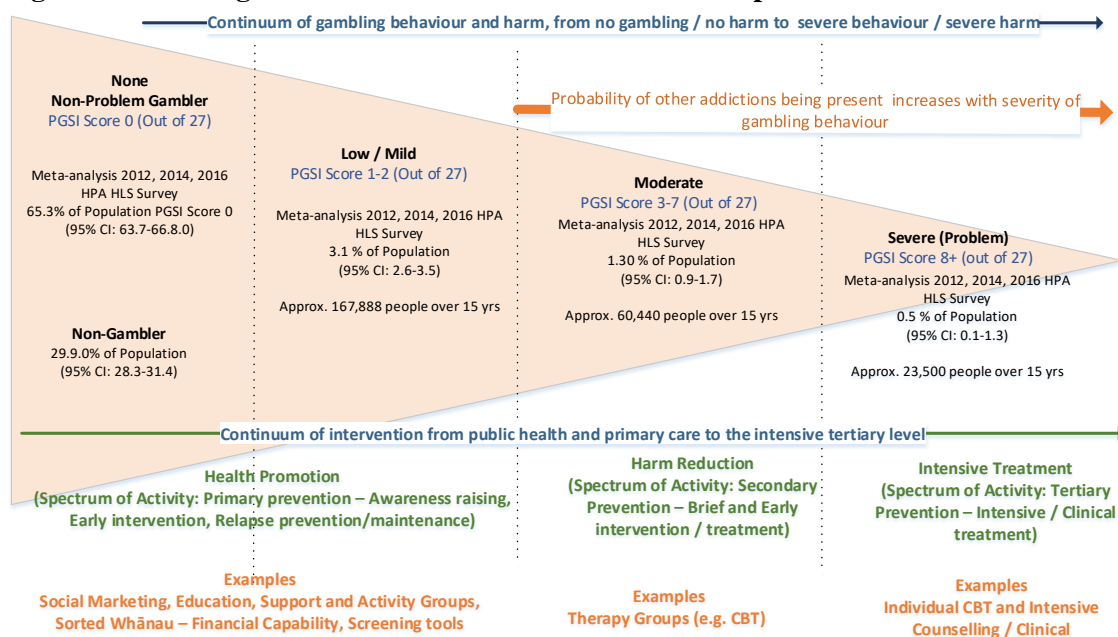 Continuum of gambling behaviour and harm, from no gambling / no harm to severe behaviour / severe harm
None
Non-Problem Gambler
PGSI Score 0 (Out of 27)
Meta-analysis 2012, 2014, 2016
HPA HLS Survey
65.3% of Population PGSI Score 0
(95% CI: 63.7-66.8.0)
Non-Gambler
29.9.0% of Population
(95% CI: 28.3-31.4)
Low / Mild
PGSI Score 1-2 (Out of 27)
Meta-analysis 2012, 2014, 2016 HPA
HLS Survey
3.1 % of Population
(95% CI: 2.6-3.5)
Approx. 167,888 people over 15 yrs
Probability of other addictions being present increases with severity of
gambling behaviour
Moderate
PGSI Score 3-7 (Out of 27)
Meta-analysis 2012, 2014, 2016 HPA
HLS Survey
1.30 % of Population
(95% CI: 0.9-1.7)
Approx. 60,440 people over 15 yrs
Severe (Problem)
PGSI Score 8+ (out of 27)
Meta-analysis 2012, 2014, 2016 HPA
HLS Survey
0.5 % of Population
(95% CI: 0.1-1.3)
Approx. 23,500 people over 15 yrs
Continuum of intervention from public health and primary care to the intensive tertiary level
Health Promotion
(Spectrum of Activity: Primary prevention – Awareness raising,
Early intervention, Relapse prevention/maintenance)
Harm Reduction
(Spectrum of Activity: Secondary
Prevention – Brief and Early
intervention / treatment)
Intensive Treatment
(Spectrum of Activity: Tertiary
Prevention – Intensive / Clinical
treatment)
Examples
Social Marketing, Education, Support and Activity Groups,
Sorted Whānau – Financial Capability, Screening tools
Examples
Therapy Groups (e.g. CBT)
Examples
Individual CBT and Intensive
Counselling / Clinical